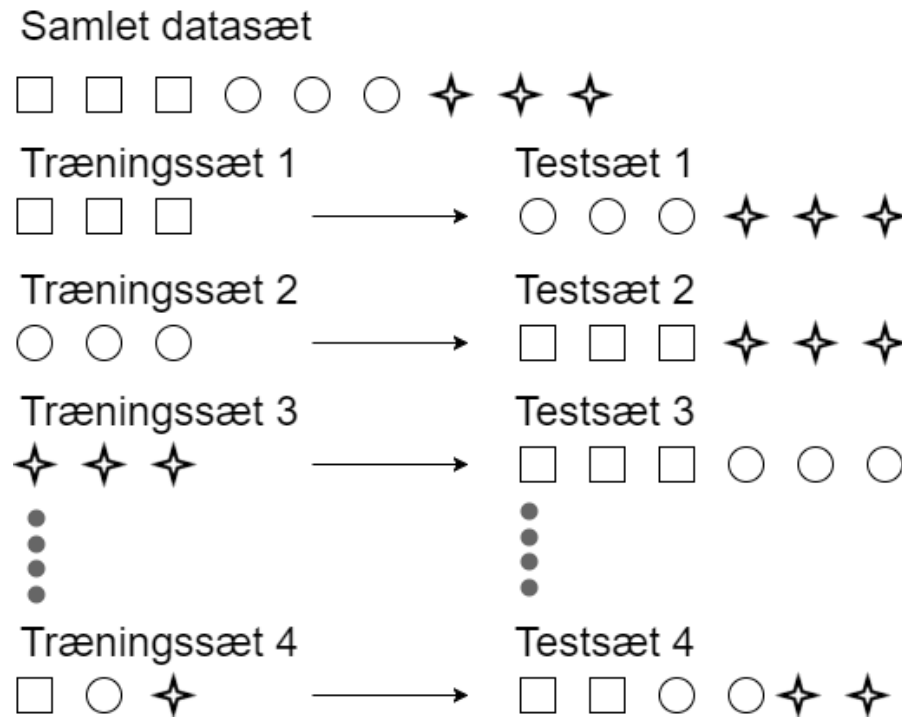 Samlet datasæt
Træningssæt 1
Testsæt 1
Træningssæt 2
Testsæt 2
Træningssæt 3
Testsæt 3
Træningssæt 4
Testsæt 4